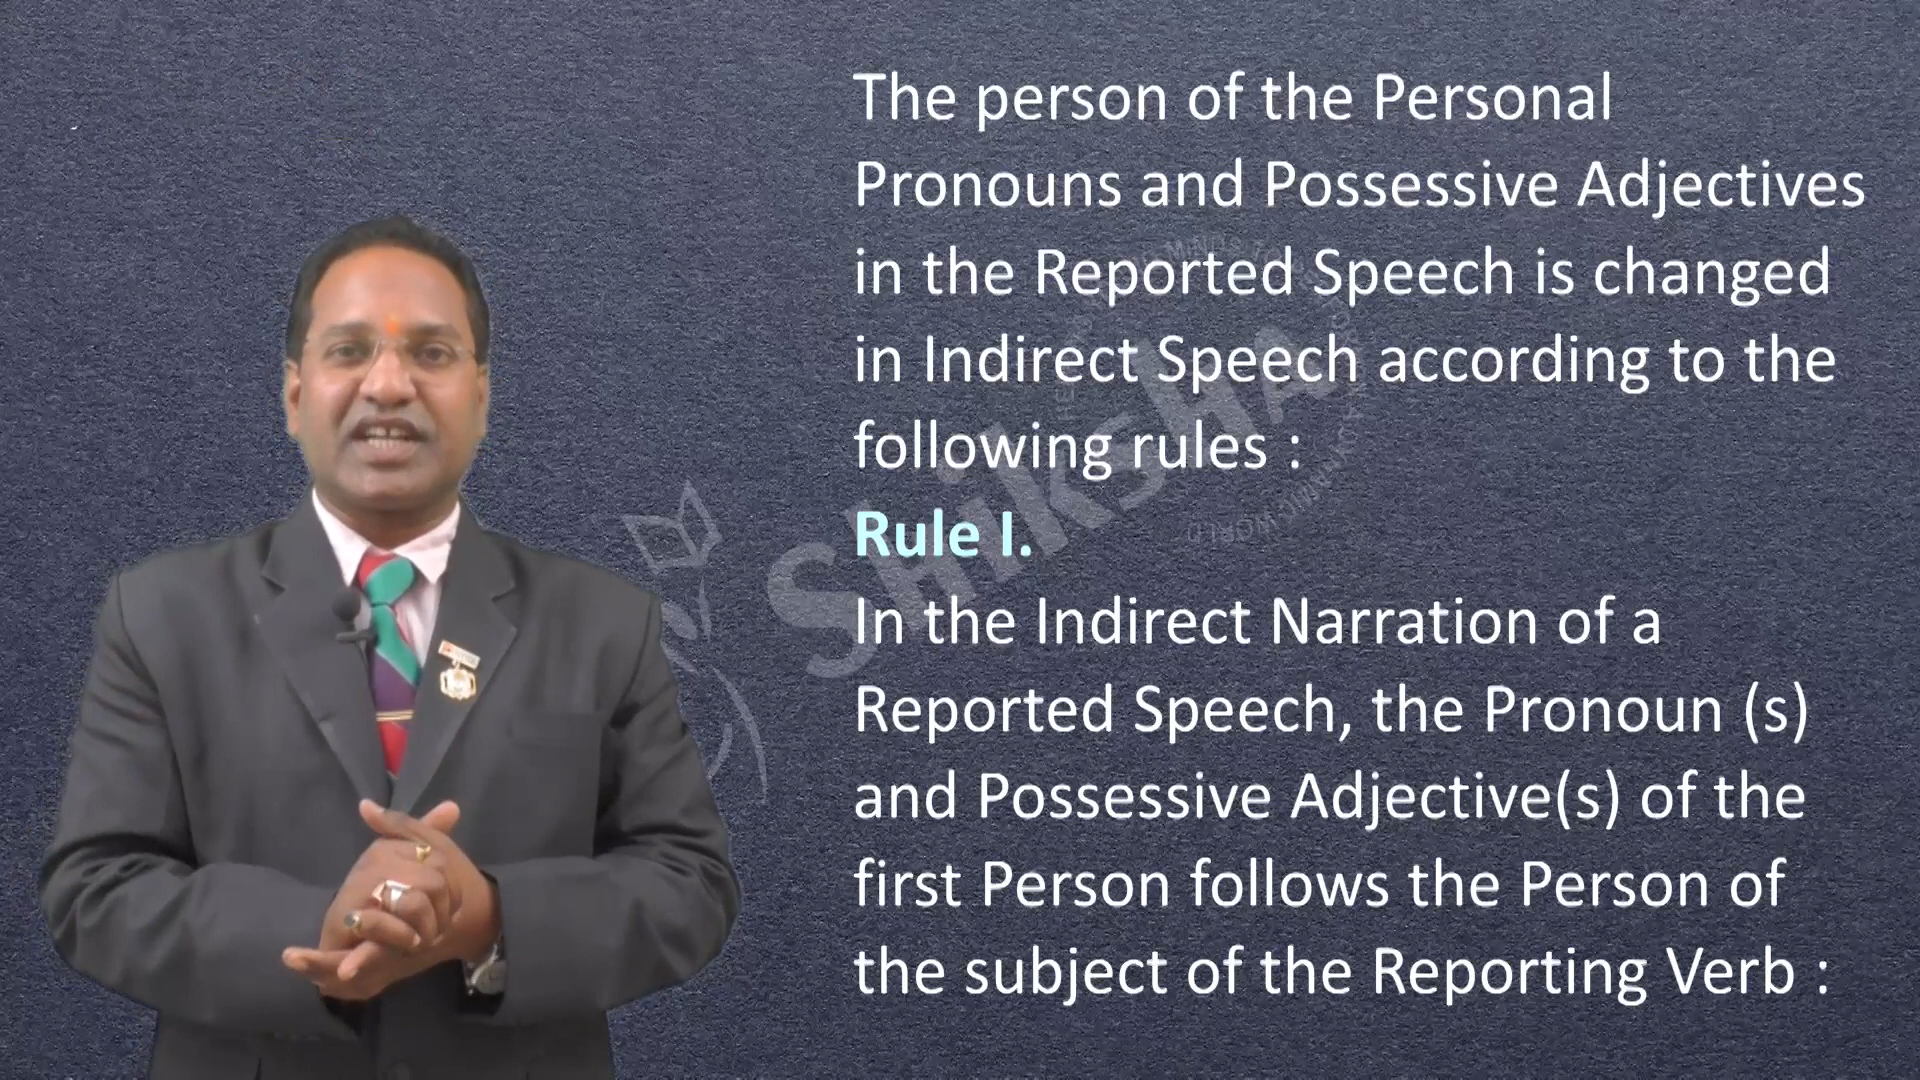 The person of the Personal
Pronouns and Possessive Adjectives
in the Reported Speech is changed
in Indirect Speech according to the
following rules :
Rule I.
In the Indirect Narration of a
Reported Speech, the Pronoun (s)
and Possessive Adjective(s) of the
first Person follows the Person of
the subject of the Reporting Verb :
ShiksHA